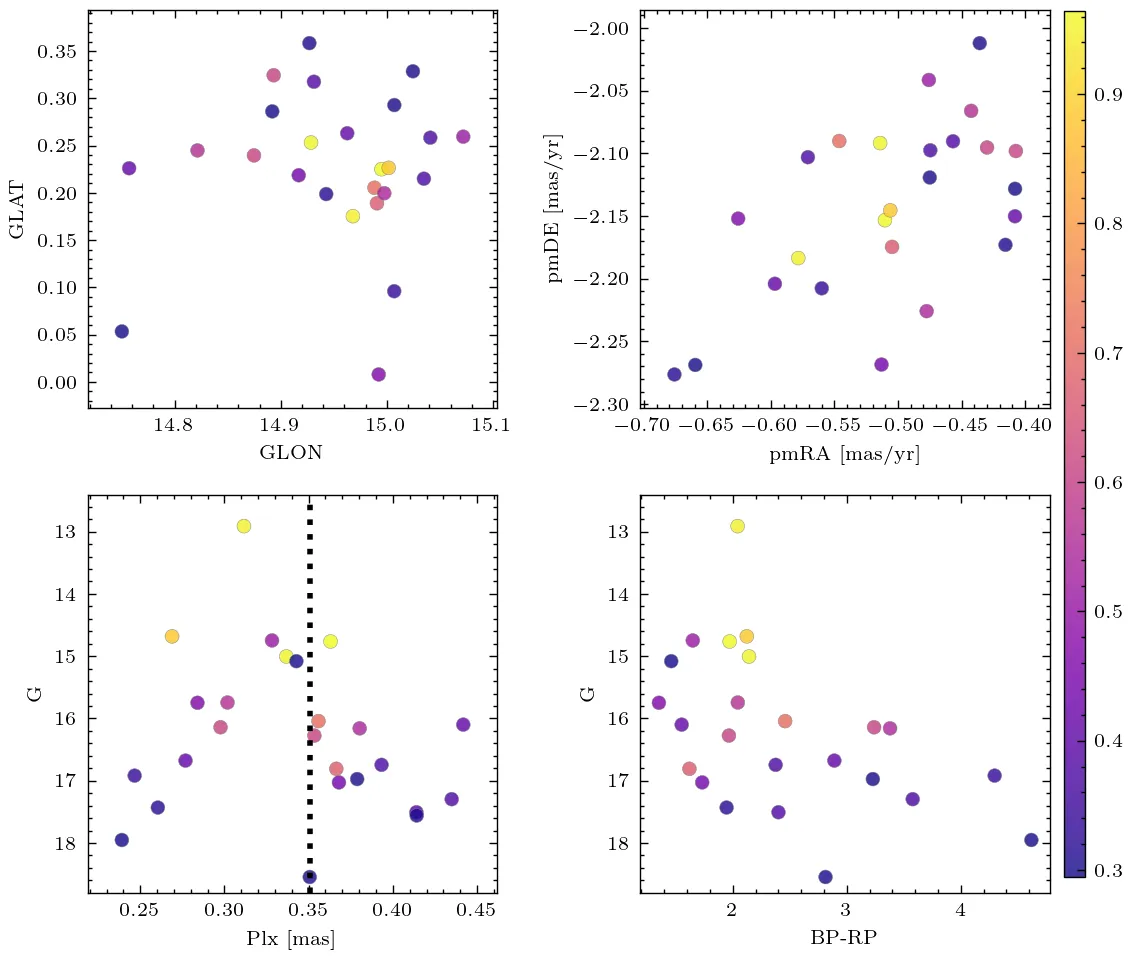 0.35
0.30
0.25
0.20
0.15
0.10
0.05
0.00
GLAT
14.8 14.9 15.0 15.1
GLON
−2.00
−2.05
−2.10
−2.15
−2.20
−2.25
−2.30
pmDE [mas/yr]
−0.70 −0.65 −0.60 −0.55 −0.50 −0.45 −0.40
pmRA [mas/yr]
0.9
0.8
0.7
0.6
0.5
0.4
0.3
13
14
15
16
17
18
G
0.25 0.30 0.35 0.40 0.45
Plx [mas]
13
14
15
16
17
18
G
2 3 4
BP-RP